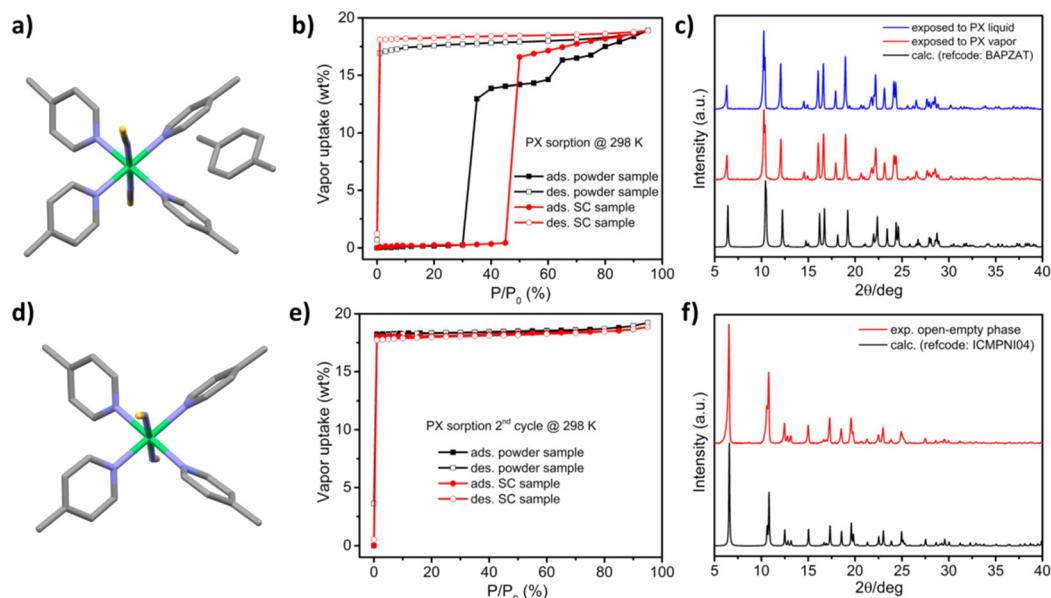 a)
b)
20
15
10
5
0
Vapor uptake (wt%)
PX sorption @ 298 K
ads. powder sample
des. powder sample
ads. SC sample
des. SC sample
0 20 40 60 80 100
P/P0 (%)
c)
exposed to PX liquid
exposed to PX vapor
calc. (refcode: BAPZAT)
Intensity (a.u.)
5 10 15 20 25 30 35 40
2θ/deg
d)
e)
20
15
10
5
0
Vapor uptake (wt%)
PX sorption 2nd cycle @ 298 K
ads. powder sample
des. powder sample
ads. SC sample
des. SC sample
0 20 40 60 80 100
P/P0 (%)
f)
exp. open-empty phase
calc. (refcode: ICMPNI04)
Intensity (a.u.)
5 10 15 20 25 30 35 40
2θ/deg